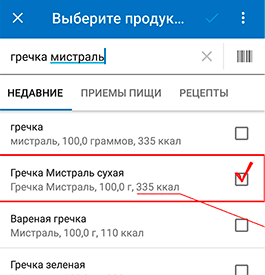 Выберите продук...
гречка мистраль
НЕДАВНИЕ ПРИЕМЫ ПИЩИ РЕЦЕПТЫ
гречка
мистраль, 100,0 граммов, 335 ккал
Гречка Мистраль сухая
Гречка Мистраль, 100,0 г, 335 ккал
Вареная гречка
Мистраль, 100,0 г, 110 ккал
Гречка зеленая